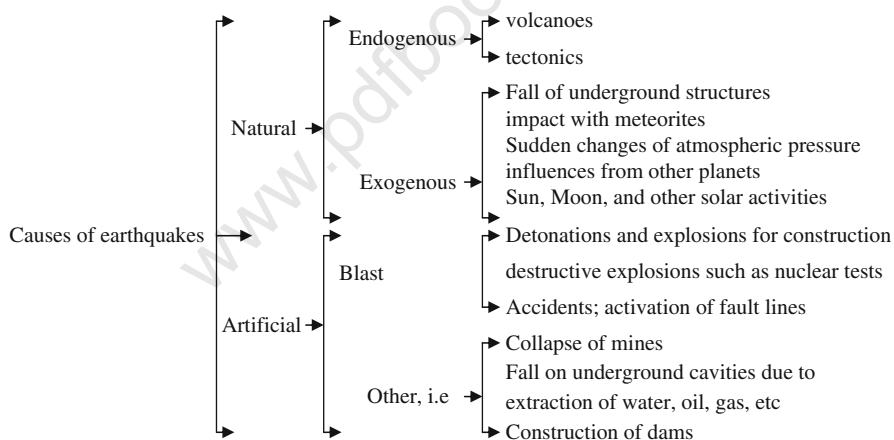 Causes of earthquakes
Natural
Endogenous
volcanoes
tectonics
Exogenous
Fall of underground structures
impact with meteorites
Sudden changes of atmospheric pressure
influences from other planets
Sun, Moon, and other solar activities
Artificial
Blast
Detonations and explosions for construction
destructive explosions such as nuclear tests
Accidents; activation of fault lines
Other, i.e
Collapse of mines
Fall on underground cavities due to
extraction of water, oil, gas, etc
Construction of dams
www.pdfboo